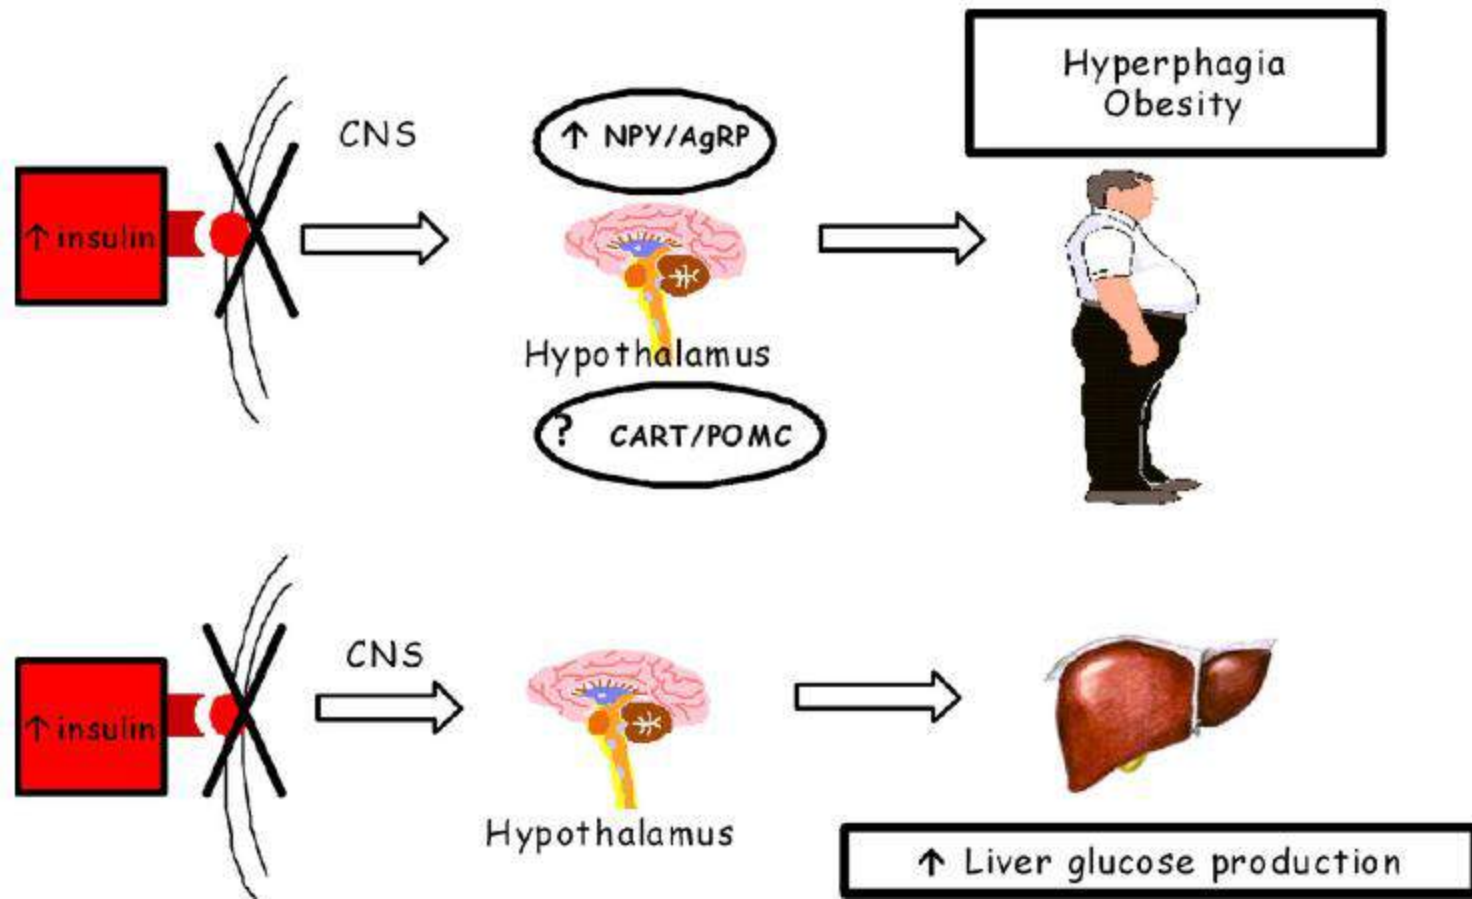 Hyperphagia
Obesity
CNS
↑ NPY/AgRP
↑ insulin
Hypothalamus
? CART/POMC
CNS
↑ insulin
Hypothalamus
↑ Liver glucose production